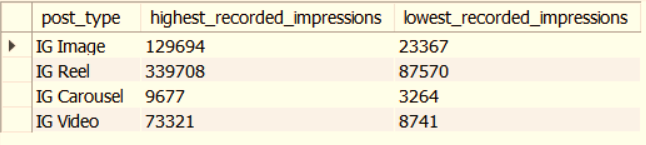 post_type highest_recorded_impressions lowest_recorded_impressions
IG Image 129694 23367
IG Reel 339708 87570
IG Carousel 9677 3264
IG Video 73321 8741